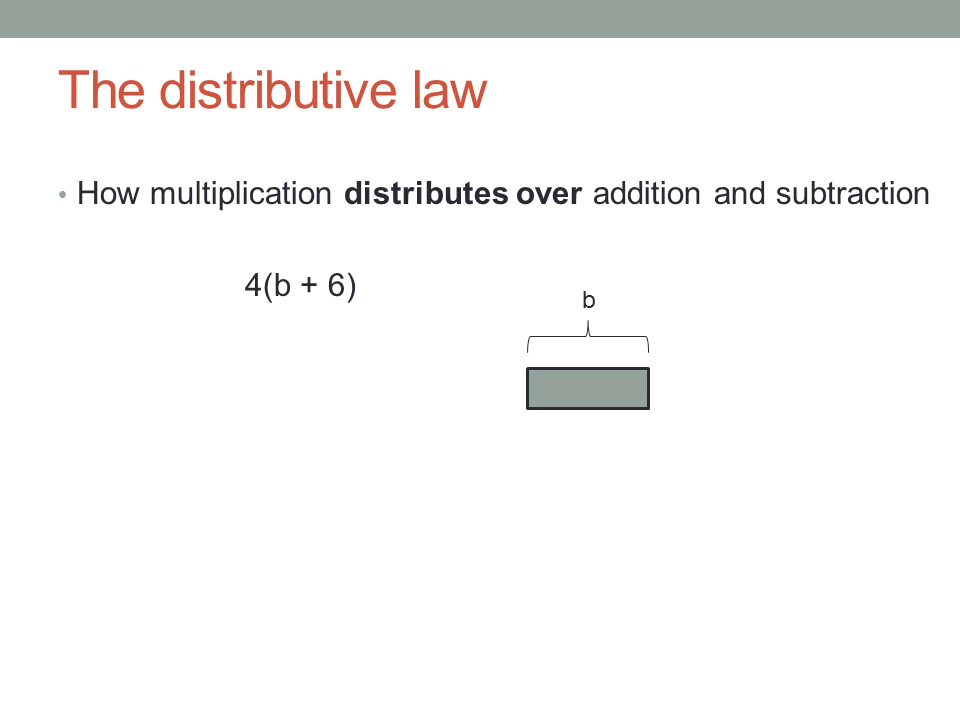 The distributive law
• How multiplication distributes over addition and subtraction
4(b + 6)
b